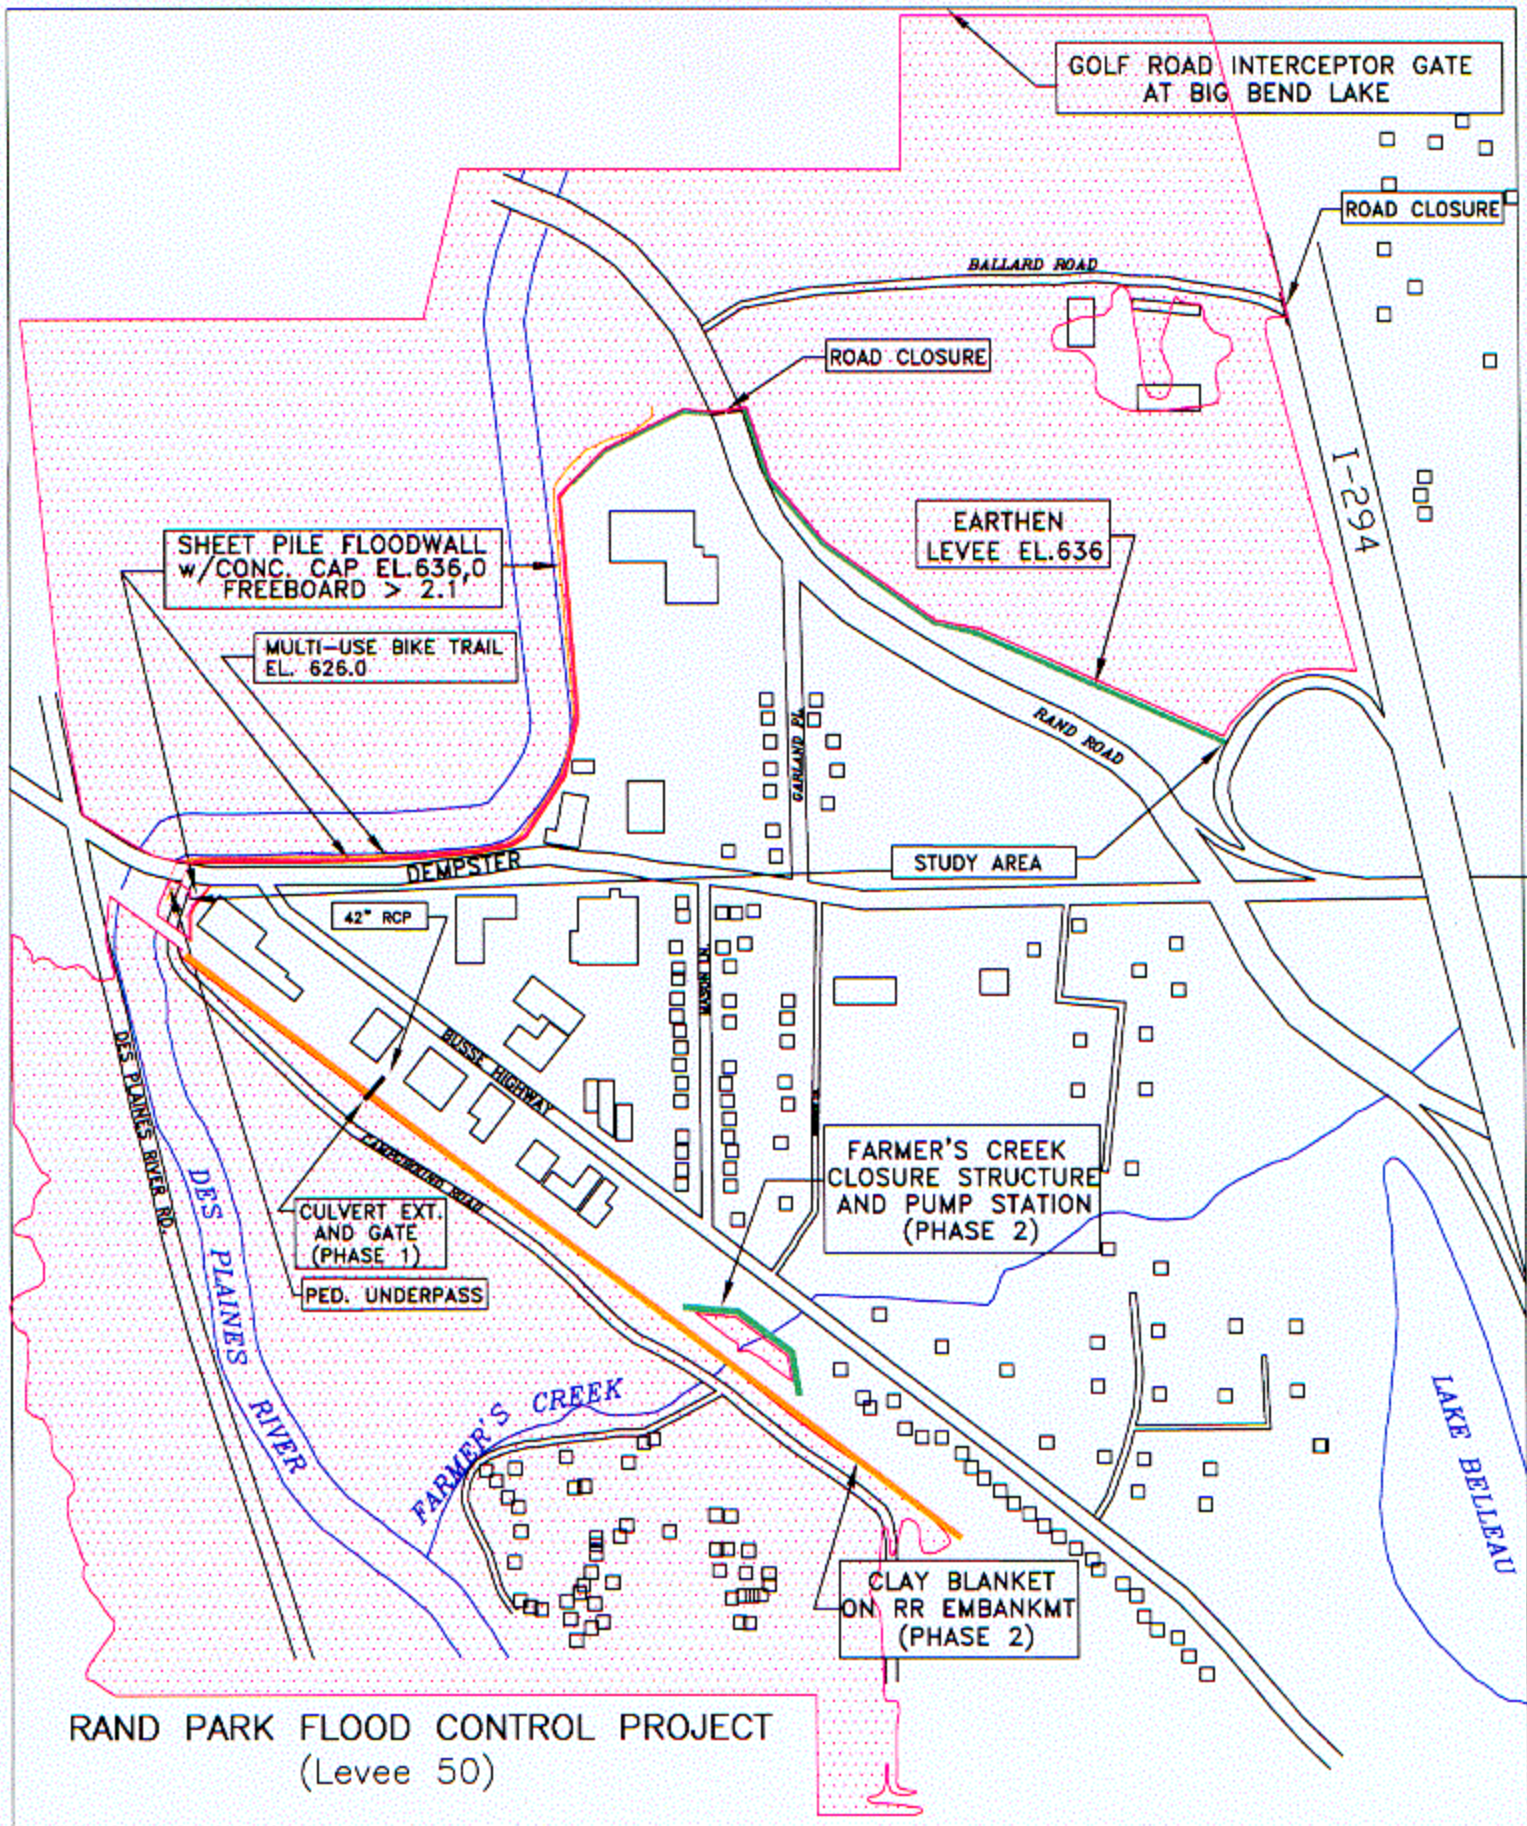 GOLF ROAD INTERCEPTOR GATE
AT BIG BEND LAKE
ROAD CLOSURE
BALLARD ROAD
ROAD CLOSURE
I-294
EARTHEN
LEVEE EL.636
SHEET PILE FLOODWALL
w/CONC. CAP EL.636,0
FREEBOARD > 2.1'
MULTI-USE BIKE TRAIL
EL. 626.0
RAND ROAD
GARLAND PL.
STUDY AREA
DEMPSTER
42" RCP
MASON LN.
BUSSE HIGHWAY
DES PLAINES RIVER RD.
CAMPGROUND ROAD
FARMER'S CREEK
CLOSURE STRUCTURE
AND PUMP STATION
(PHASE 2)
DES PLAINES RIVER
CULVERT EXT.
AND GATE
(PHASE 1)
PED. UNDERPASS
FARMER'S CREEK
LAKE BELLEAU
CLAY BLANKET
ON RR EMBANKMT
(PHASE 2)
RAND PARK FLOOD CONTROL PROJECT
(Levee 50)